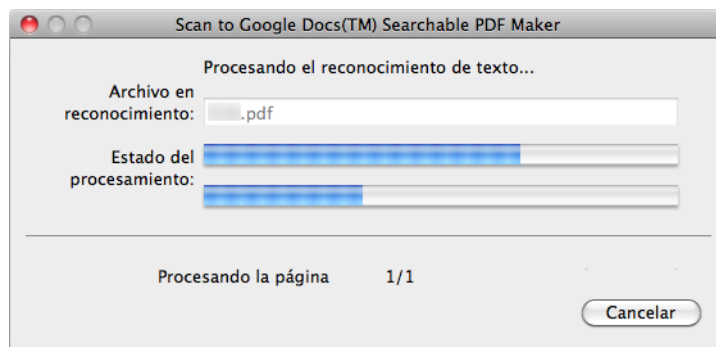 Scan to Google Docs(TM) Searchable PDF Maker
Procesando el reconocimiento de texto...
Archivo en
reconocimiento:
.pdf
Estado del
procesamiento:
Procesando la página 1/1
Cancelar